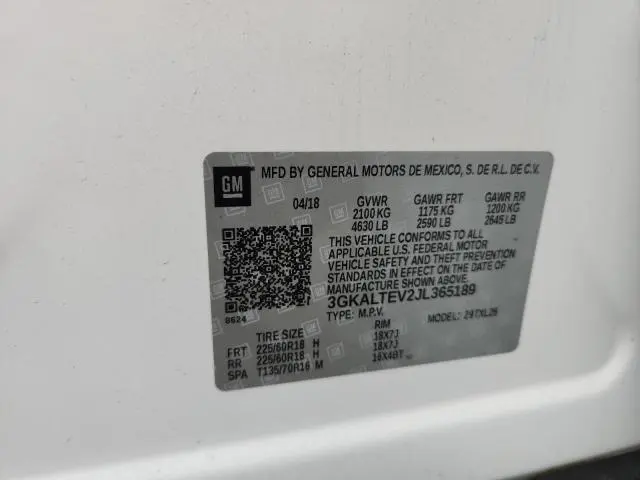 GM MFD BY GENERAL MOTORS DE MEXICO, S. DE R.L. DE C.V.
04/18 GVWR GAWR FRT GAWR RR
2100 KG 1175 KG 1200 KG
4630 LB 2590 LB 2645 LB
THIS VEHICLE CONFORMS TO ALL
APPLICABLE U.S. FEDERAL MOTOR
VEHICLE SAFETY AND THEFT PREVENTION
STANDARDS IN EFFECT ON THE DATE OF
MANUFACTURE SHOWN ABOVE.
8624 3GKALTEV2JL365189
TYPE: M.P.V. MODEL: 29TXL26
TIRE SIZE RIM
FRT 225/60R18 H 18X7J
RR 225/60R18 H 18X7J
SPA T135/70R16 M 16X4BT